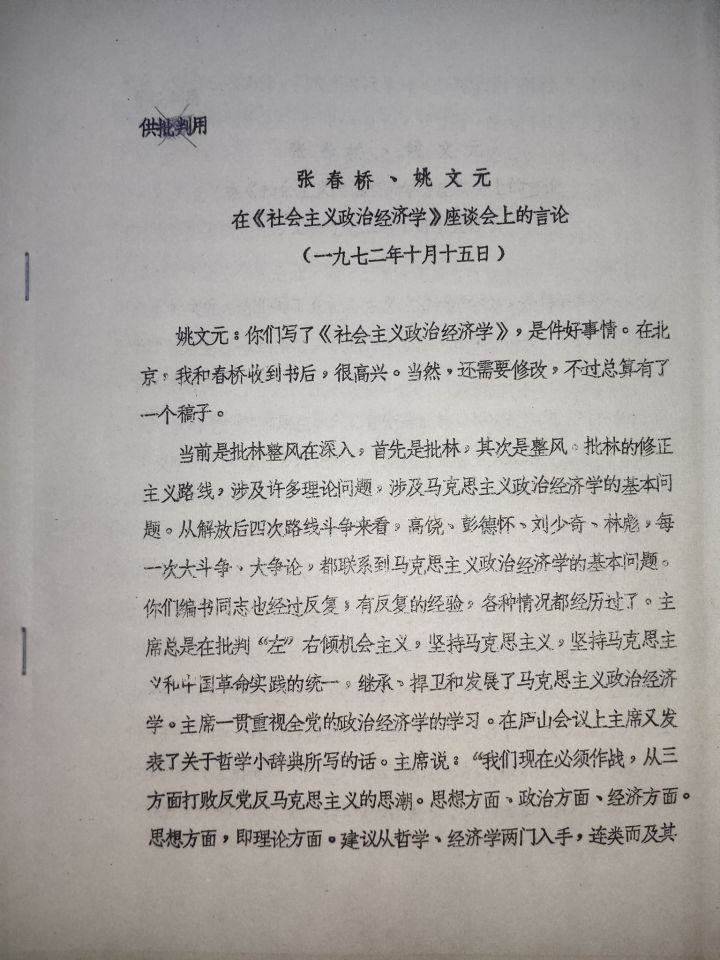 供批判用
张春桥、姚文元
在《社会主义政治经济学》座谈会上的言论
（一九七二年十月十五日）
姚文元：你们写了《社会主义政治经济学》，是件好事情。在北
京，我和春桥收到书后，很高兴。当然，还需要修改，不过总算有了
一个稿子。
当前是批林整风在深入，首先是批林，其次是整风。批林的修正
主义路线，涉及许多理论问题，涉及马克思主义政治经济学的基本问
题。从解放后四次路线斗争来看，高饶、彭德怀、刘少奇、林彪，每
一次大斗争、大争论，都联系到马克思主义政治经济学的基本问题。
你们编书同志也经过反复，有反复的经验，各种情况都经历过了。主
席总是在批判“左”右倾机会主义，坚持马克思主义，坚持马克思主
义和中国革命实践的统一。继承、捍卫和发展了马克思主义政治经济
学。主席一贯重视全党的政治经济学的学习。在庐山会议上主席又发
表了关于哲学小辞典所写的话。主席说：“我们现在必须作战，从三
方面打败反党反马克思主义的思潮。思想方面、政治方面、经济方面。
思想方面，即理论方面。建议从哲学、经济学两门入手，连类而及其